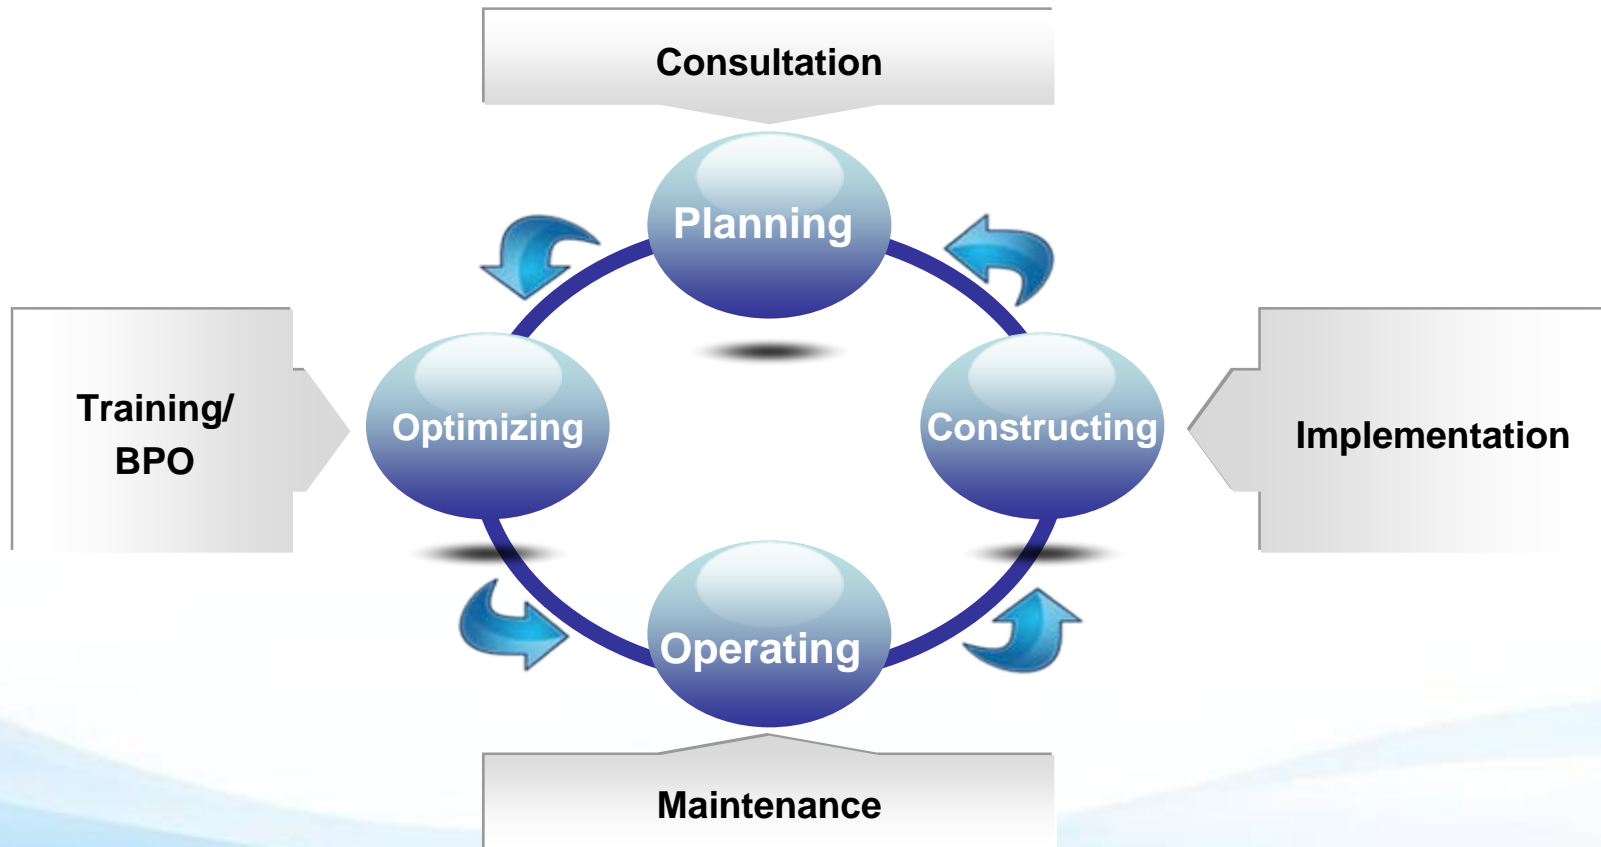 Consultation
Planning
Training/
BPO
Optimizing
Constructing
Implementation
Operating
Maintenance